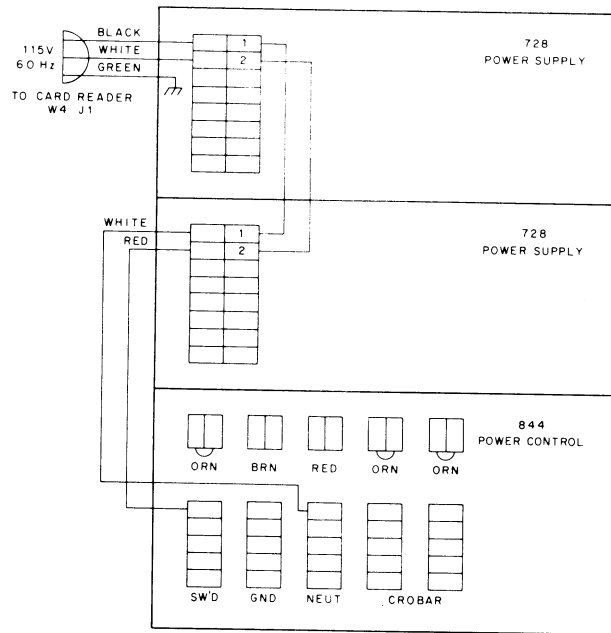 BLACK
WHITE
GREEN
115V
60 Hz
TO CARD READER
W4 J1
1
2
728
POWER SUPPLY
WHITE
RED
1
2
728
POWER SUPPLY
844
POWER CONTROL
ORN BRN RED ORN ORN
SW'D GND NEUT CROBAR